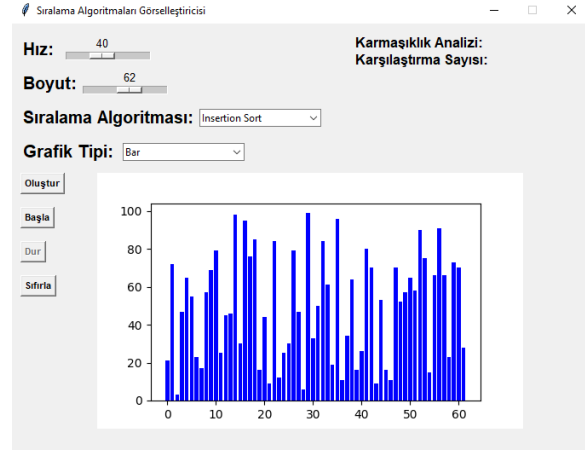 Sıralama Algoritmaları Görselleştiricisi
Hız: 40
Karmaşıklık Analizi:
Karşılaştırma Sayısı:
Boyut: 62
Sıralama Algoritması: Insertion Sort
Grafik Tipi: Bar
Oluştur
Başla
Dur
Sıfırla
100
80
60
40
20
0
0 10 20 30 40 50 60